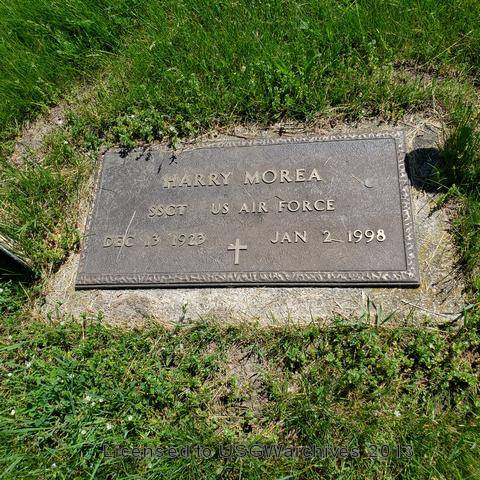 HARRY MOREA
SSGT US AIR FORCE
DEC 13 1923 JAN 2 1998
Licensed to USGWarchives 2013